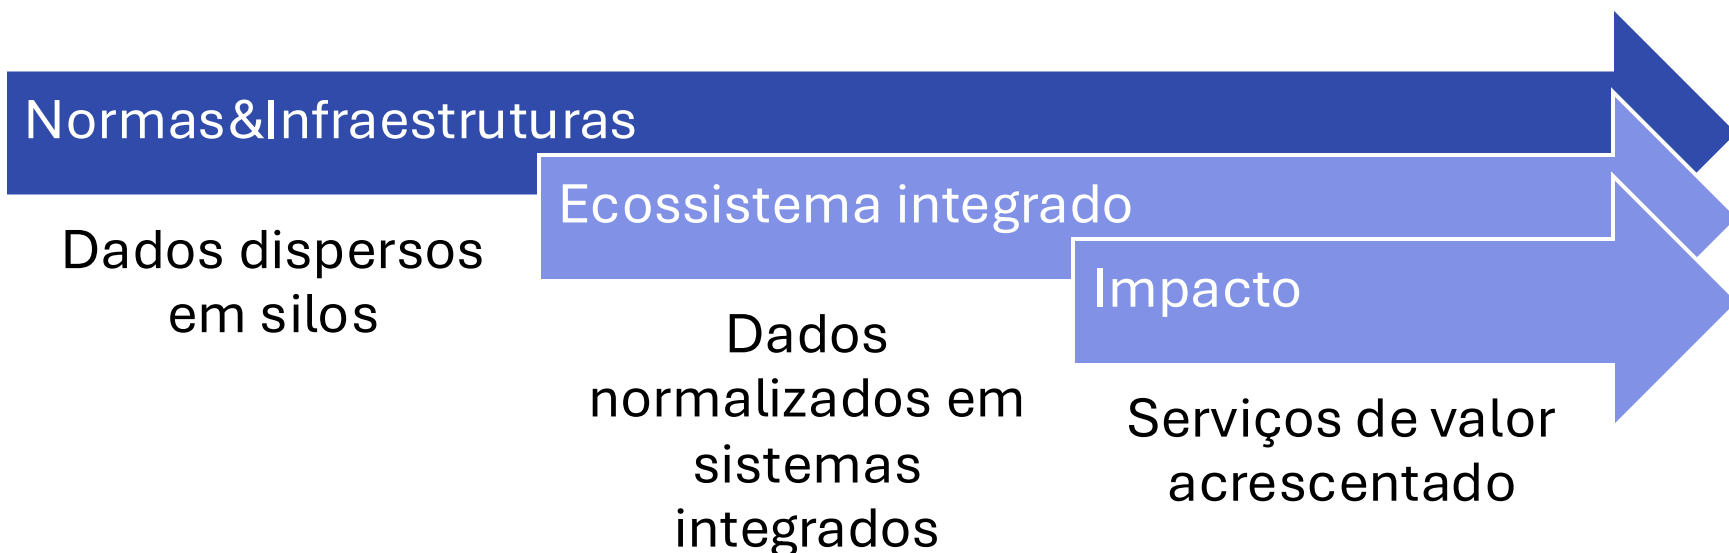 Normas&Infraestruturas
Dados dispersos
em silos
Ecossistema integrado
Dados
normalizados em
sistemas
integrados
Impacto
Serviços de valor
acrescentado